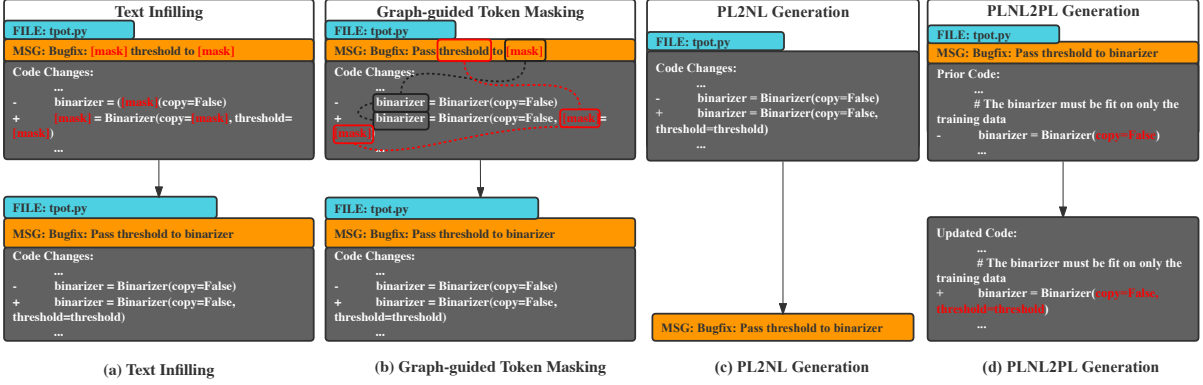 Text Infilling
FILE: tpot.py
MSG: Bugfix: [mask] threshold to [mask]
Code Changes:
...
- binarizer = ([mask](copy=False)
+ [mask] = Binarizer(copy=[mask], threshold=
[mask])
...
FILE: tpot.py
MSG: Bugfix: Pass threshold to binarizer
Code Changes:
...
- binarizer = Binarizer(copy=False)
+ binarizer = Binarizer(copy=False,
threshold=threshold)
...
(a) Text Infilling
Graph-guided Token Masking
FILE: tpot.py
MSG: Bugfix: Pass threshold to [mask]
Code Changes:
...
- binarizer = Binarizer(copy=False)
+ binarizer = Binarizer(copy=False, [mask]=
[mask])
...
FILE: tpot.py
MSG: Bugfix: Pass threshold to binarizer
Code Changes:
...
- binarizer = Binarizer(copy=False)
+ binarizer = Binarizer(copy=False,
threshold=threshold)
...
(b) Graph-guided Token Masking
PL2NL Generation
FILE: tpot.py
Code Changes:
...
- binarizer = Binarizer(copy=False)
+ binarizer = Binarizer(copy=False,
threshold=threshold)
...
MSG: Bugfix: Pass threshold to binarizer
(c) PL2NL Generation
PLNL2PL Generation
FILE: tpot.py
MSG: Bugfix: Pass threshold to binarizer
Prior Code:
...
# The binarizer must be fit on only the
training data
- binarizer = Binarizer(copy=False)
...
Updated Code:
...
# The binarizer must be fit on only the
training data
+ binarizer = Binarizer(copy=False,
threshold=threshold)
...
(d) PLNL2PL Generation